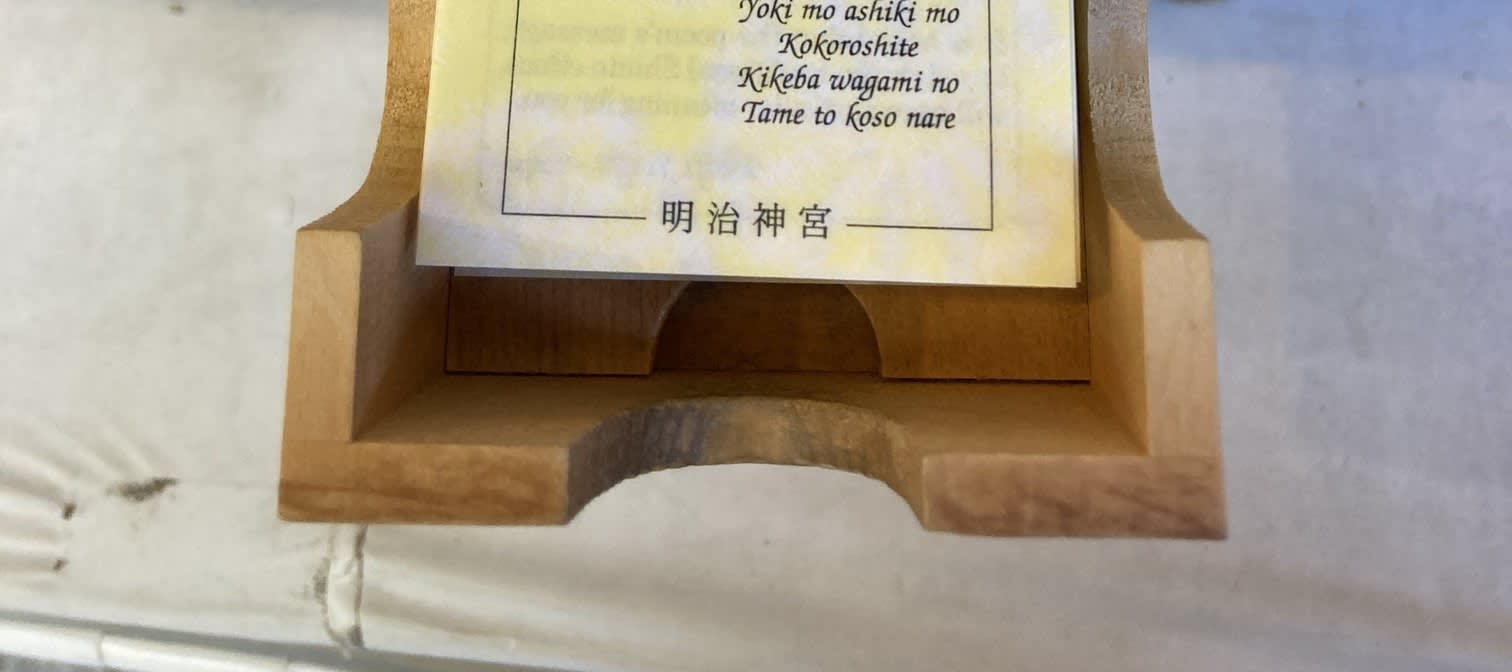 Yoki mo ashiki mo
Kokoroshite
Kikeba wagami no
Tame to koso nare
明治神宮